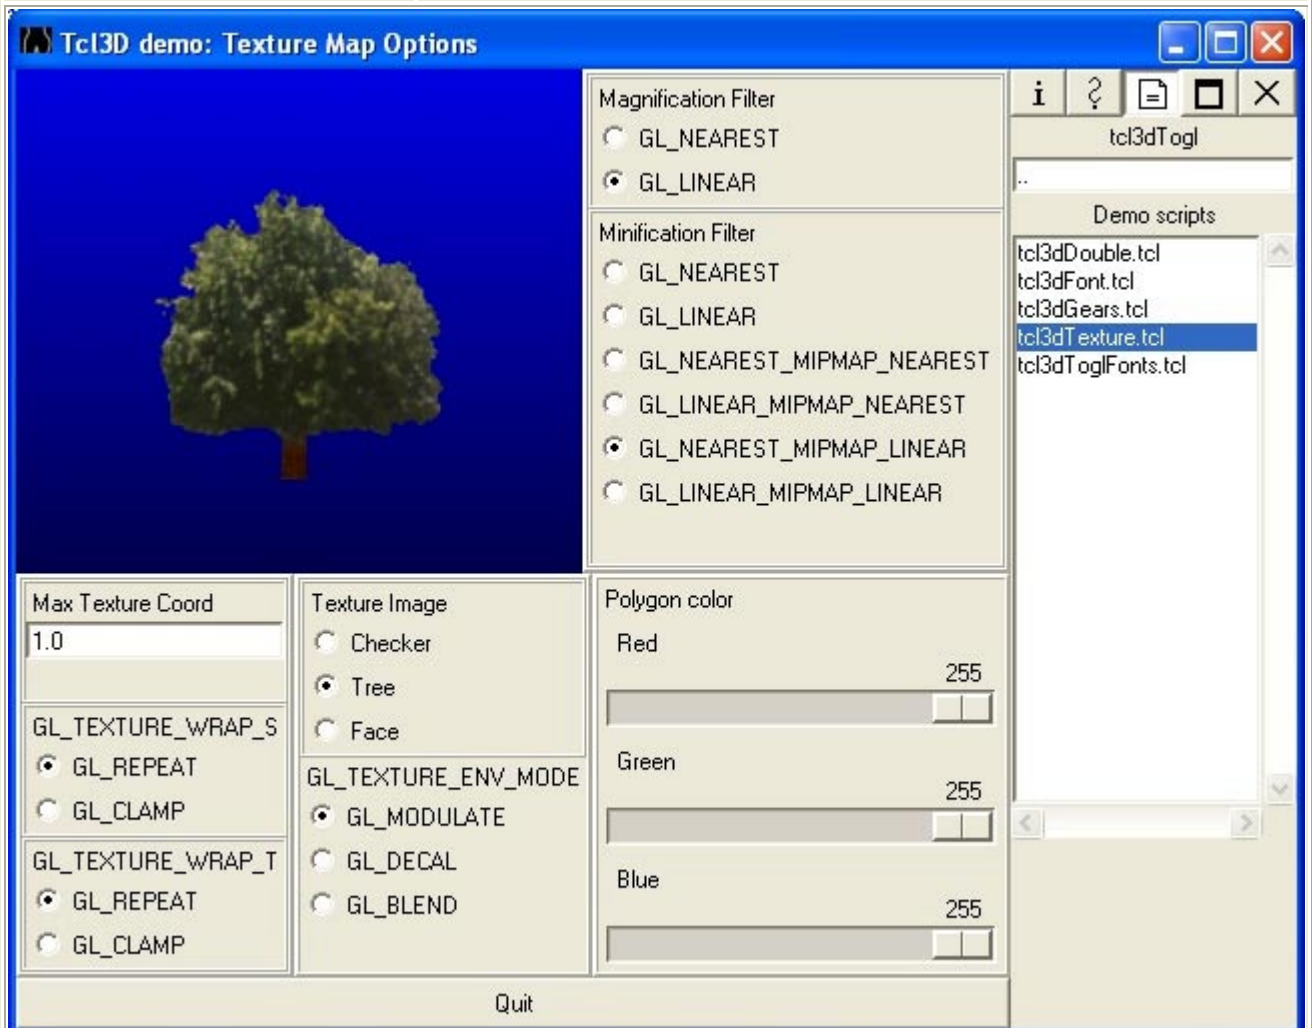 Tcl3D demo: Texture Map Options
Magnification Filter
GL_NEAREST
GL_LINEAR
Minification Filter
GL_NEAREST
GL_LINEAR
GL_NEAREST_MIPMAP_NEAREST
GL_LINEAR_MIPMAP_NEAREST
GL_NEAREST_MIPMAP_LINEAR
GL_LINEAR_MIPMAP_LINEAR
Max Texture Coord
1.0
GL_TEXTURE_WRAP_S
GL_REPEAT
GL_CLAMP
GL_TEXTURE_WRAP_T
GL_REPEAT
GL_CLAMP
Texture Image
Checker
Tree
Face
GL_TEXTURE_ENV_MODE
GL_MODULATE
GL_DECAL
GL_BLEND
Polygon color
Red
255
Green
255
Blue
255
Quit
i ?
tcl3dTogl
..
Demo scripts
tcl3dDouble.tcl
tcl3dFont.tcl
tcl3dGears.tcl
tcl3dTexture.tcl
tcl3dToglFonts.tcl